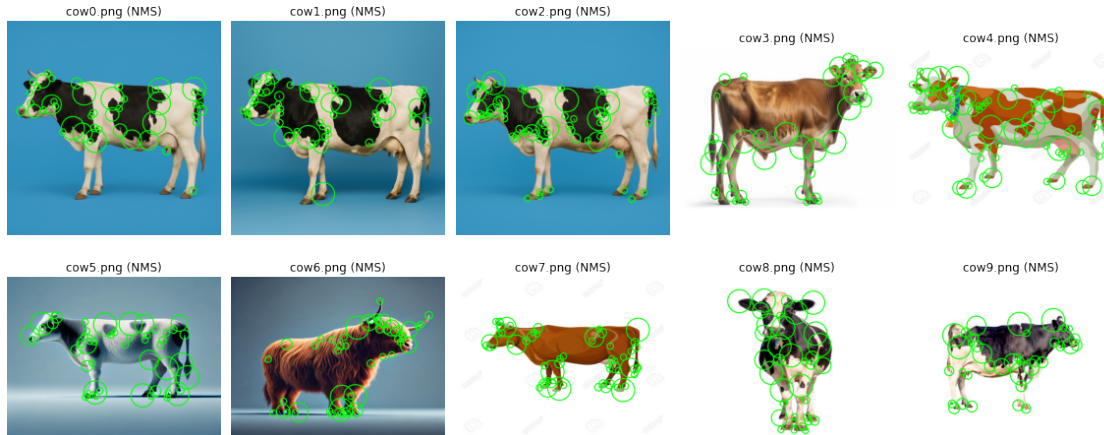 cow0.png (NMS)
cow1.png (NMS)
cow2.png (NMS)
cow3.png (NMS)
cow4.png (NMS)
cow5.png (NMS)
cow6.png (NMS)
cow7.png (NMS)
cow8.png (NMS)
cow9.png (NMS)